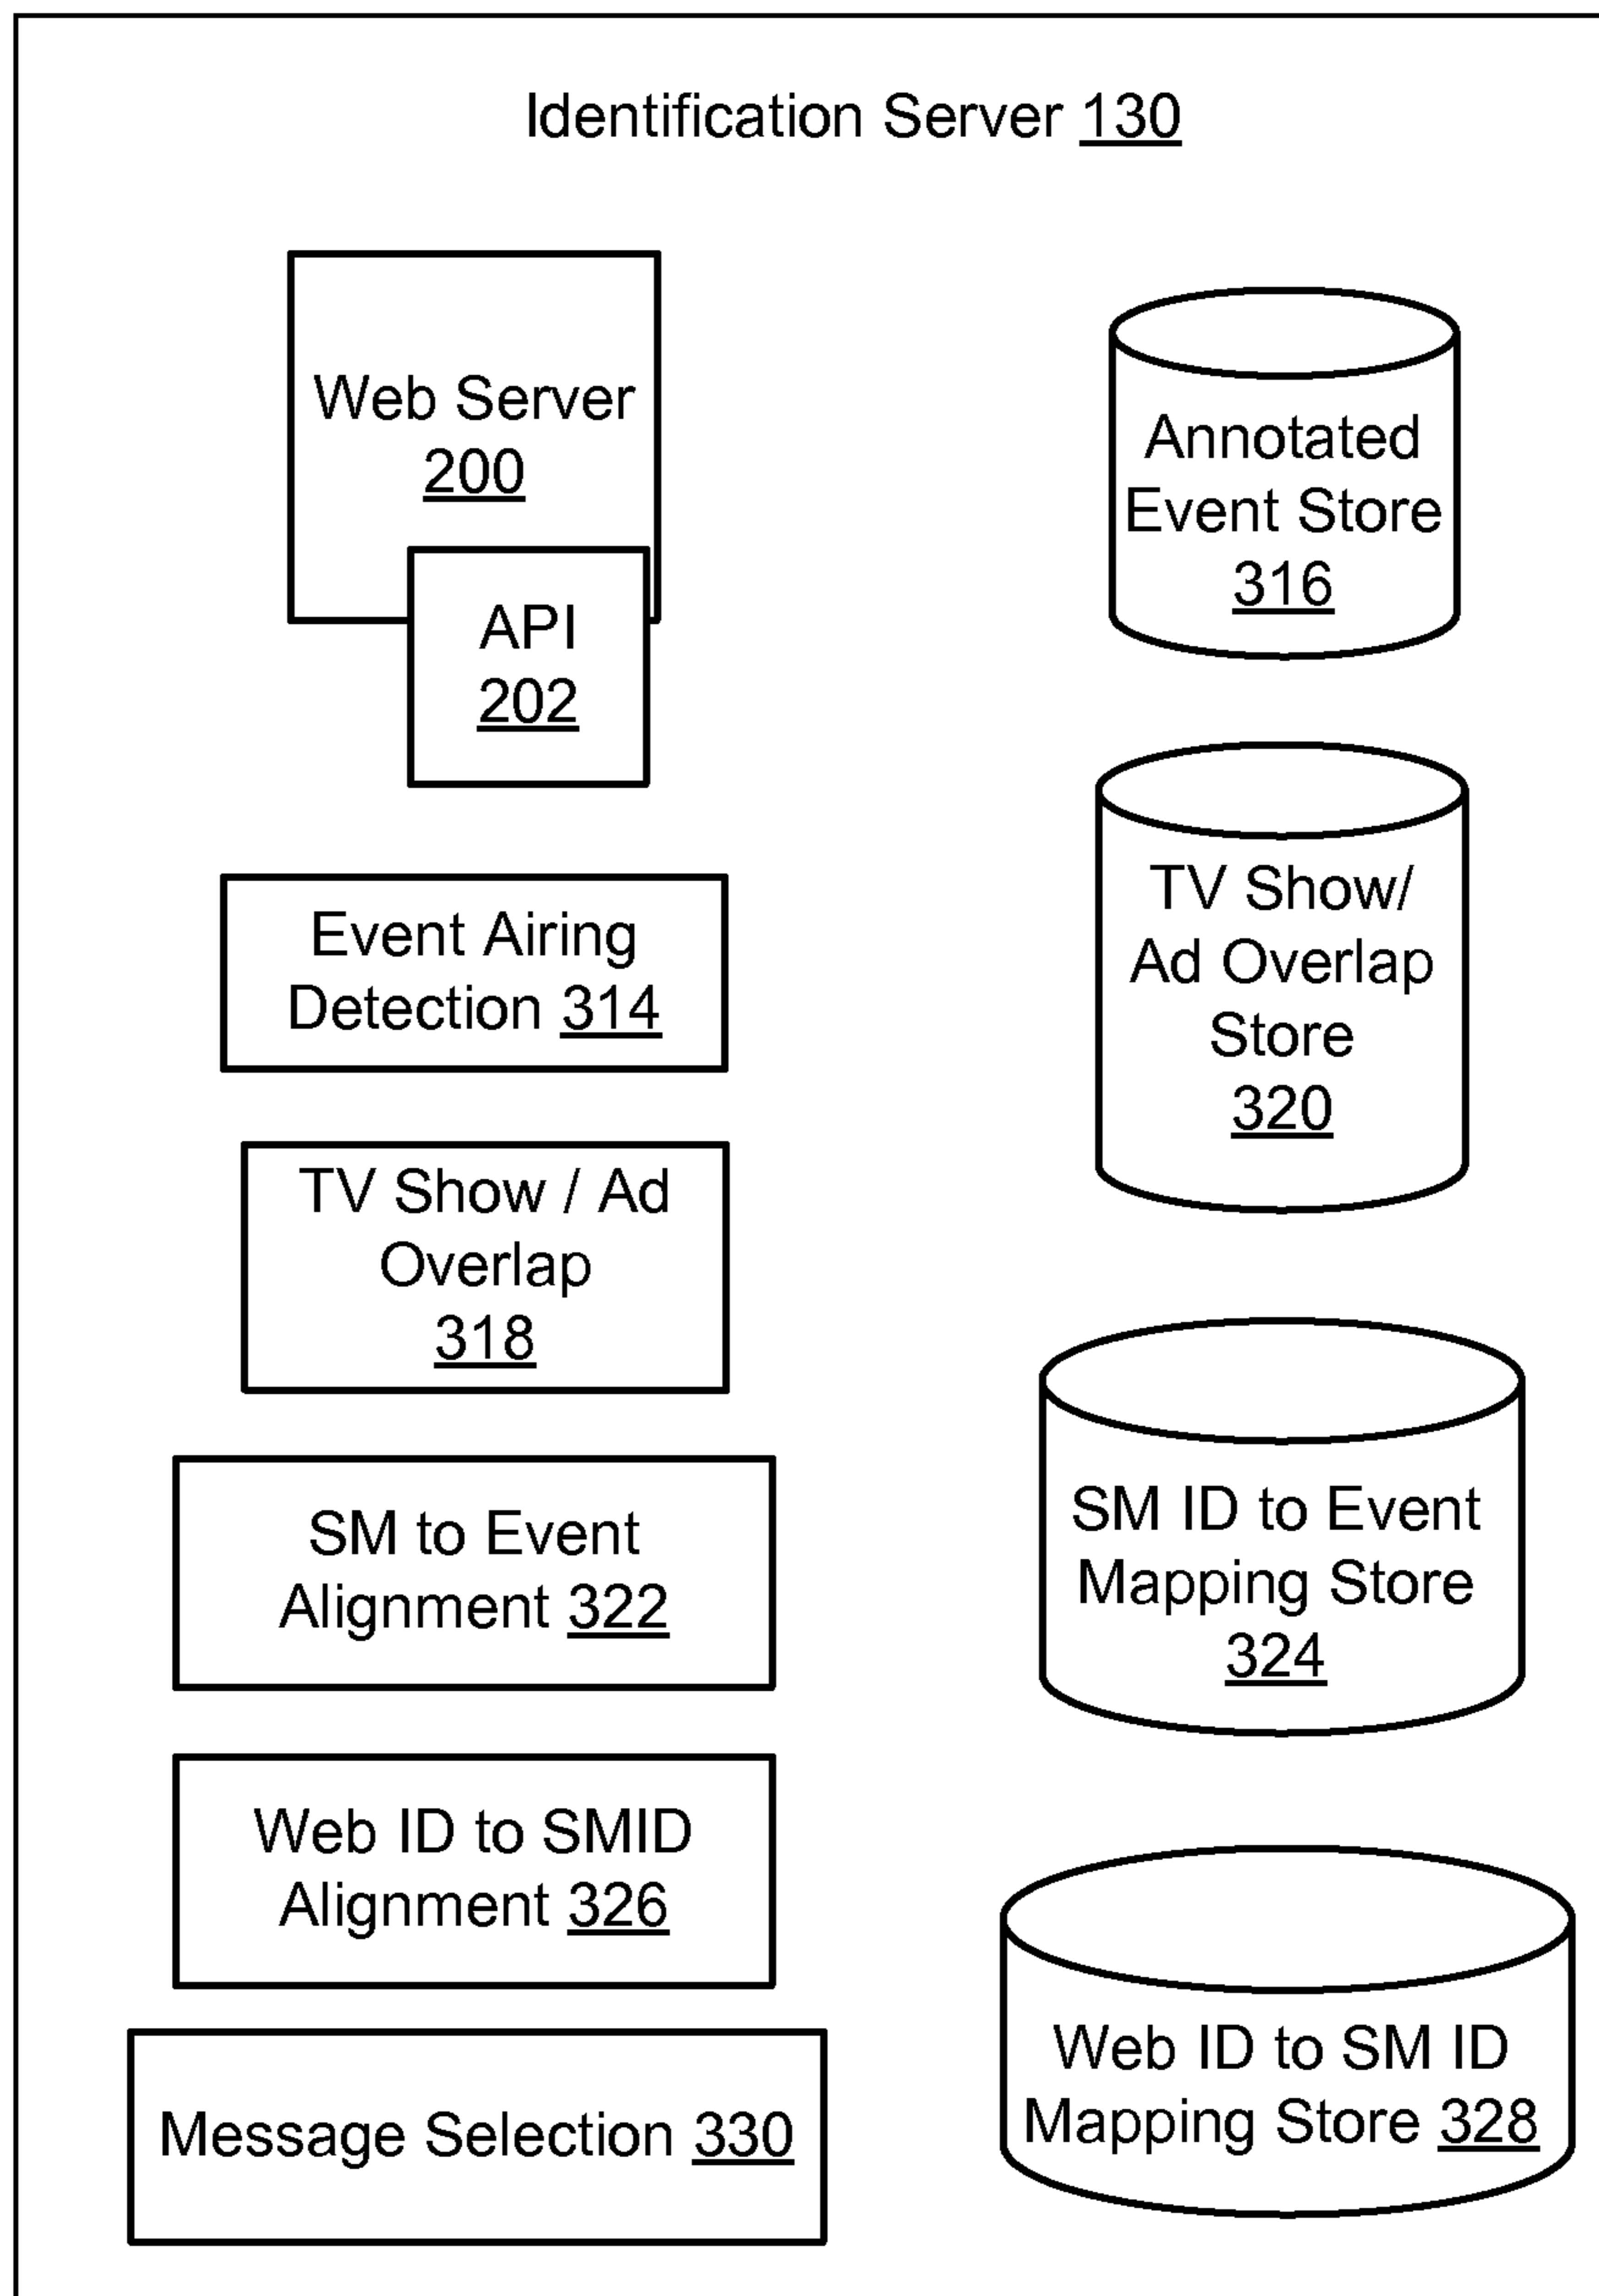 Identification Server 130
Web Server
200
API
202
Event Airing
Detection 314
TV Show / Ad
Overlap
318
SM to Event
Alignment 322
Web ID to SMID
Alignment 326
Message Selection 330
Annotated
Event Store
316
TV Show/
Ad Overlap
Store
320
SM ID to Event
Mapping Store
324
Web ID to SM ID
Mapping Store 328